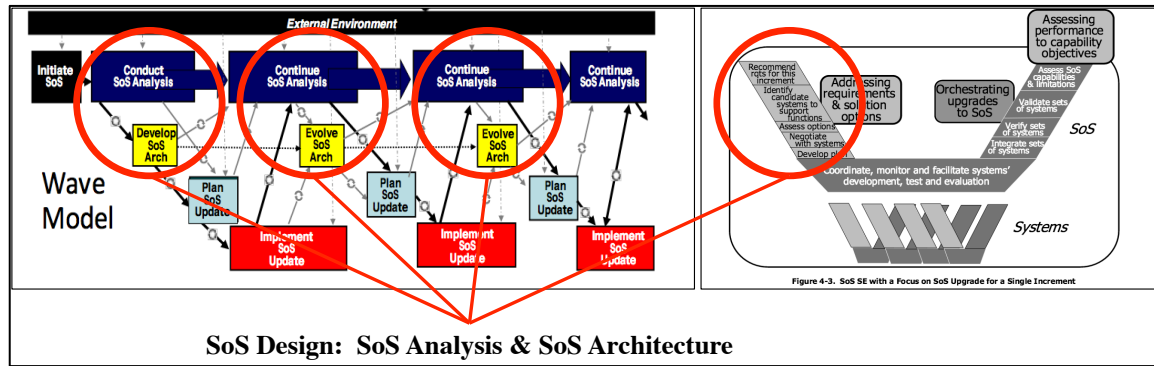 External Environment
Initiate
SoS
Conduct
SoS Analysis
Continue
SoS Analysis
Continue
SoS Analysis
Continue
SoS Analysis
Develop
SoS
Arch
Evolve
SoS
Arch
Evolve
SoS
Arch
Plan
SoS
Update
Plan
SoS
Update
Plan
SoS
Update
Implement
SoS
Update
Implement
SoS
Update
Implement
SoS
Update
Wave
Model
Assessing
performance
to capability
objectives
Recommend
rqts for this
increment
Identify
candidate
systems to
support
functions
Assess options
Negotiate
with systems
Develop plan
Addressing
requirements
& solution
options
Orchestrating
upgrades
to SoS
Assess SoS
capabilities
& limitations
Validate sets
of systems
Verify sets
of systems
Integrate sets
of systems
SoS
Coordinate, monitor and facilitate systems'
development, test and evaluation
Systems
Figure 4-3. SoS SE with a Focus on SoS Upgrade for a Single Increment
SoS Design: SoS Analysis & SoS Architecture